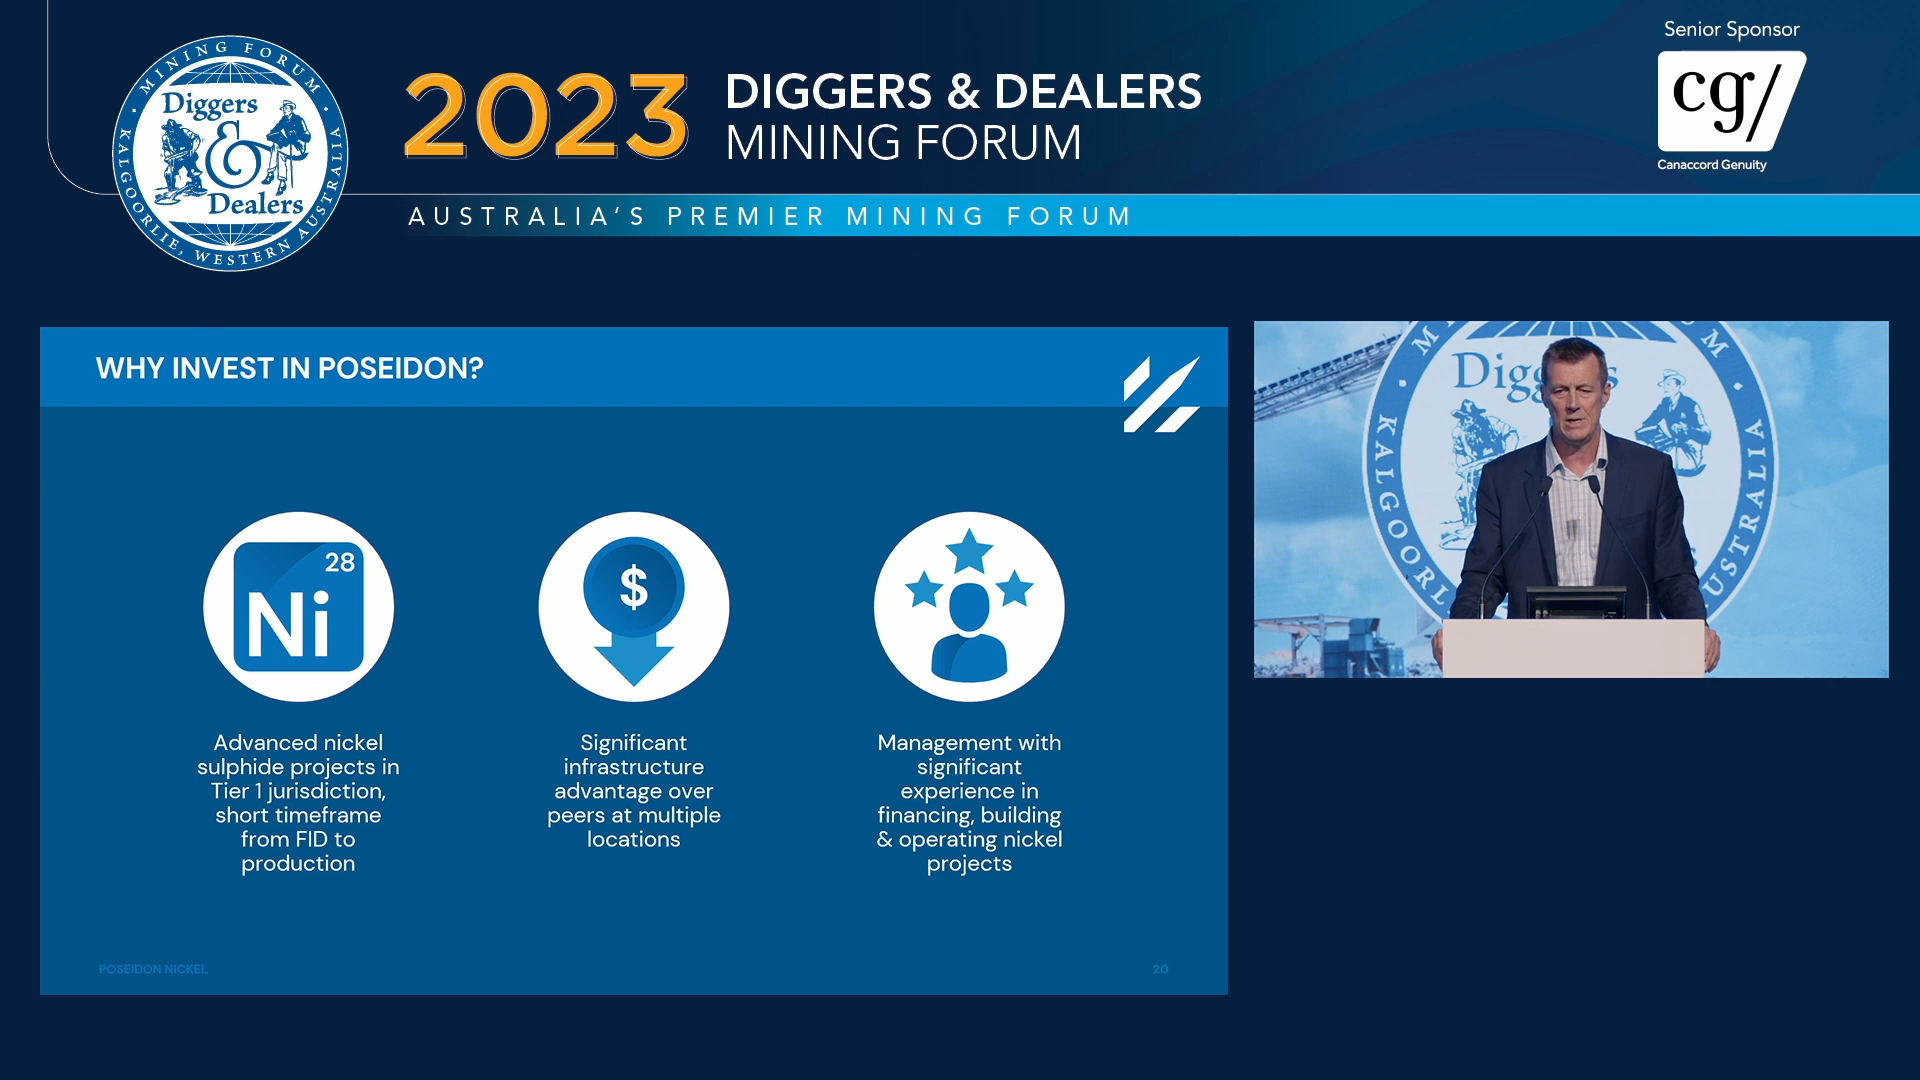 MINING FORUM
Diggers
&
Dealers
KALGOORLIE, WESTERN AUSTRALIA
2023
DIGGERS & DEALERS
MINING FORUM
AUSTRALIA'S PREMIER MINING FORUM
Senior Sponsor
cg/
Canaccord Genuity
WHY INVEST IN POSEIDON?
28
Ni
Advanced nickel
sulphide projects in
Tier 1 jurisdiction,
short timeframe
from FID to
production
$
Significant
infrastructure
advantage over
peers at multiple
locations
Management with
significant
experience in
financing, building
& operating nickel
projects
POSEIDON NICKEL
20